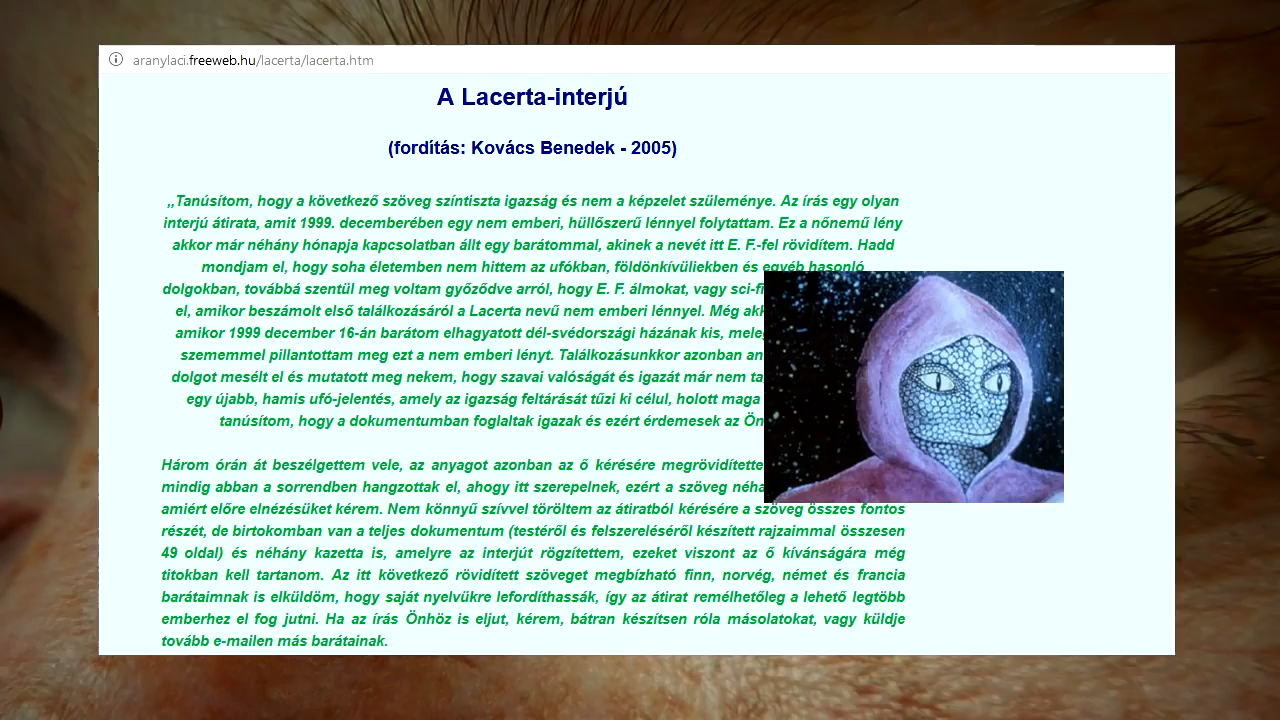 aranylaci.freeweb.hu/lacerta/lacerta.htm
A Lacerta-interjú
(fordítás: Kovács Benedek - 2005)
,,Tanúsítom, hogy a következő szöveg színtiszta igazság és nem a képzelet szüleménye. Az írás egy olyan
interjú átirata, amit 1999. decemberében egy nem emberi, hüllőszerű lénnyel folytattam. Ez a nőnemű lény
akkor már néhány hónapja kapcsolatban állt egy barátommal, akinek a nevét itt E. F.-fel rövidítem. Hadd
mondjam el, hogy soha életemben nem hittem az ufókban, földönkívüliekben és egyéb hasonló
dolgokban, továbbá szentül meg voltam győződve arról, hogy E. F. álmokat, vagy sci-fi
el, amikor beszámolt első találkozásáról a Lacerta nevű nem emberi lénnyel. Még
amikor 1999 december 16-án barátom elhagyatott dél-svédországi házának kis,
szememmel pillantottam meg ezt a nem emberi lényt. Találkozásunkkor azonban
dolgot mesélt el és mutatott meg nekem, hogy szavai valóságát és igazát már nem
egy újabb, hamis ufó-jelentés, amely az igazság feltárását tűzi ki célul, holott maga
tanúsítom, hogy a dokumentumban foglaltak igazak és ezért érdemesek az
Három órán át beszélgettem vele, az anyagot azonban az ő kérésére
mindig abban a sorrendben hangzottak el, ahogy itt szerepelnek, ezért a szöveg
amiért előre elnézésüket kérem. Nem könnyű szívvel töröltem az átiratból kérésére a szöveg összes fontos
részét, de birtokomban van a teljes dokumentum (testéről és felszereléséről készített rajzaimmal összesen
49 oldal) és néhány kazetta is, amelyre az interjút rögzítettem, ezeket viszont az ő kívánságára még
titokban kell tartanom. Az itt következő rövidített szöveget megbízható finn, norvég, német és francia
barátaimnak is elküldöm, hogy saját nyelvükre lefordíthassák, így az átirat remélhetőleg a lehető legtöbb
emberhez el fog jutni. Ha az írás Önhöz is eljut, kérem, bátran készítsen róla másolatokat, vagy küldje
tovább e-mailen más barátainak.